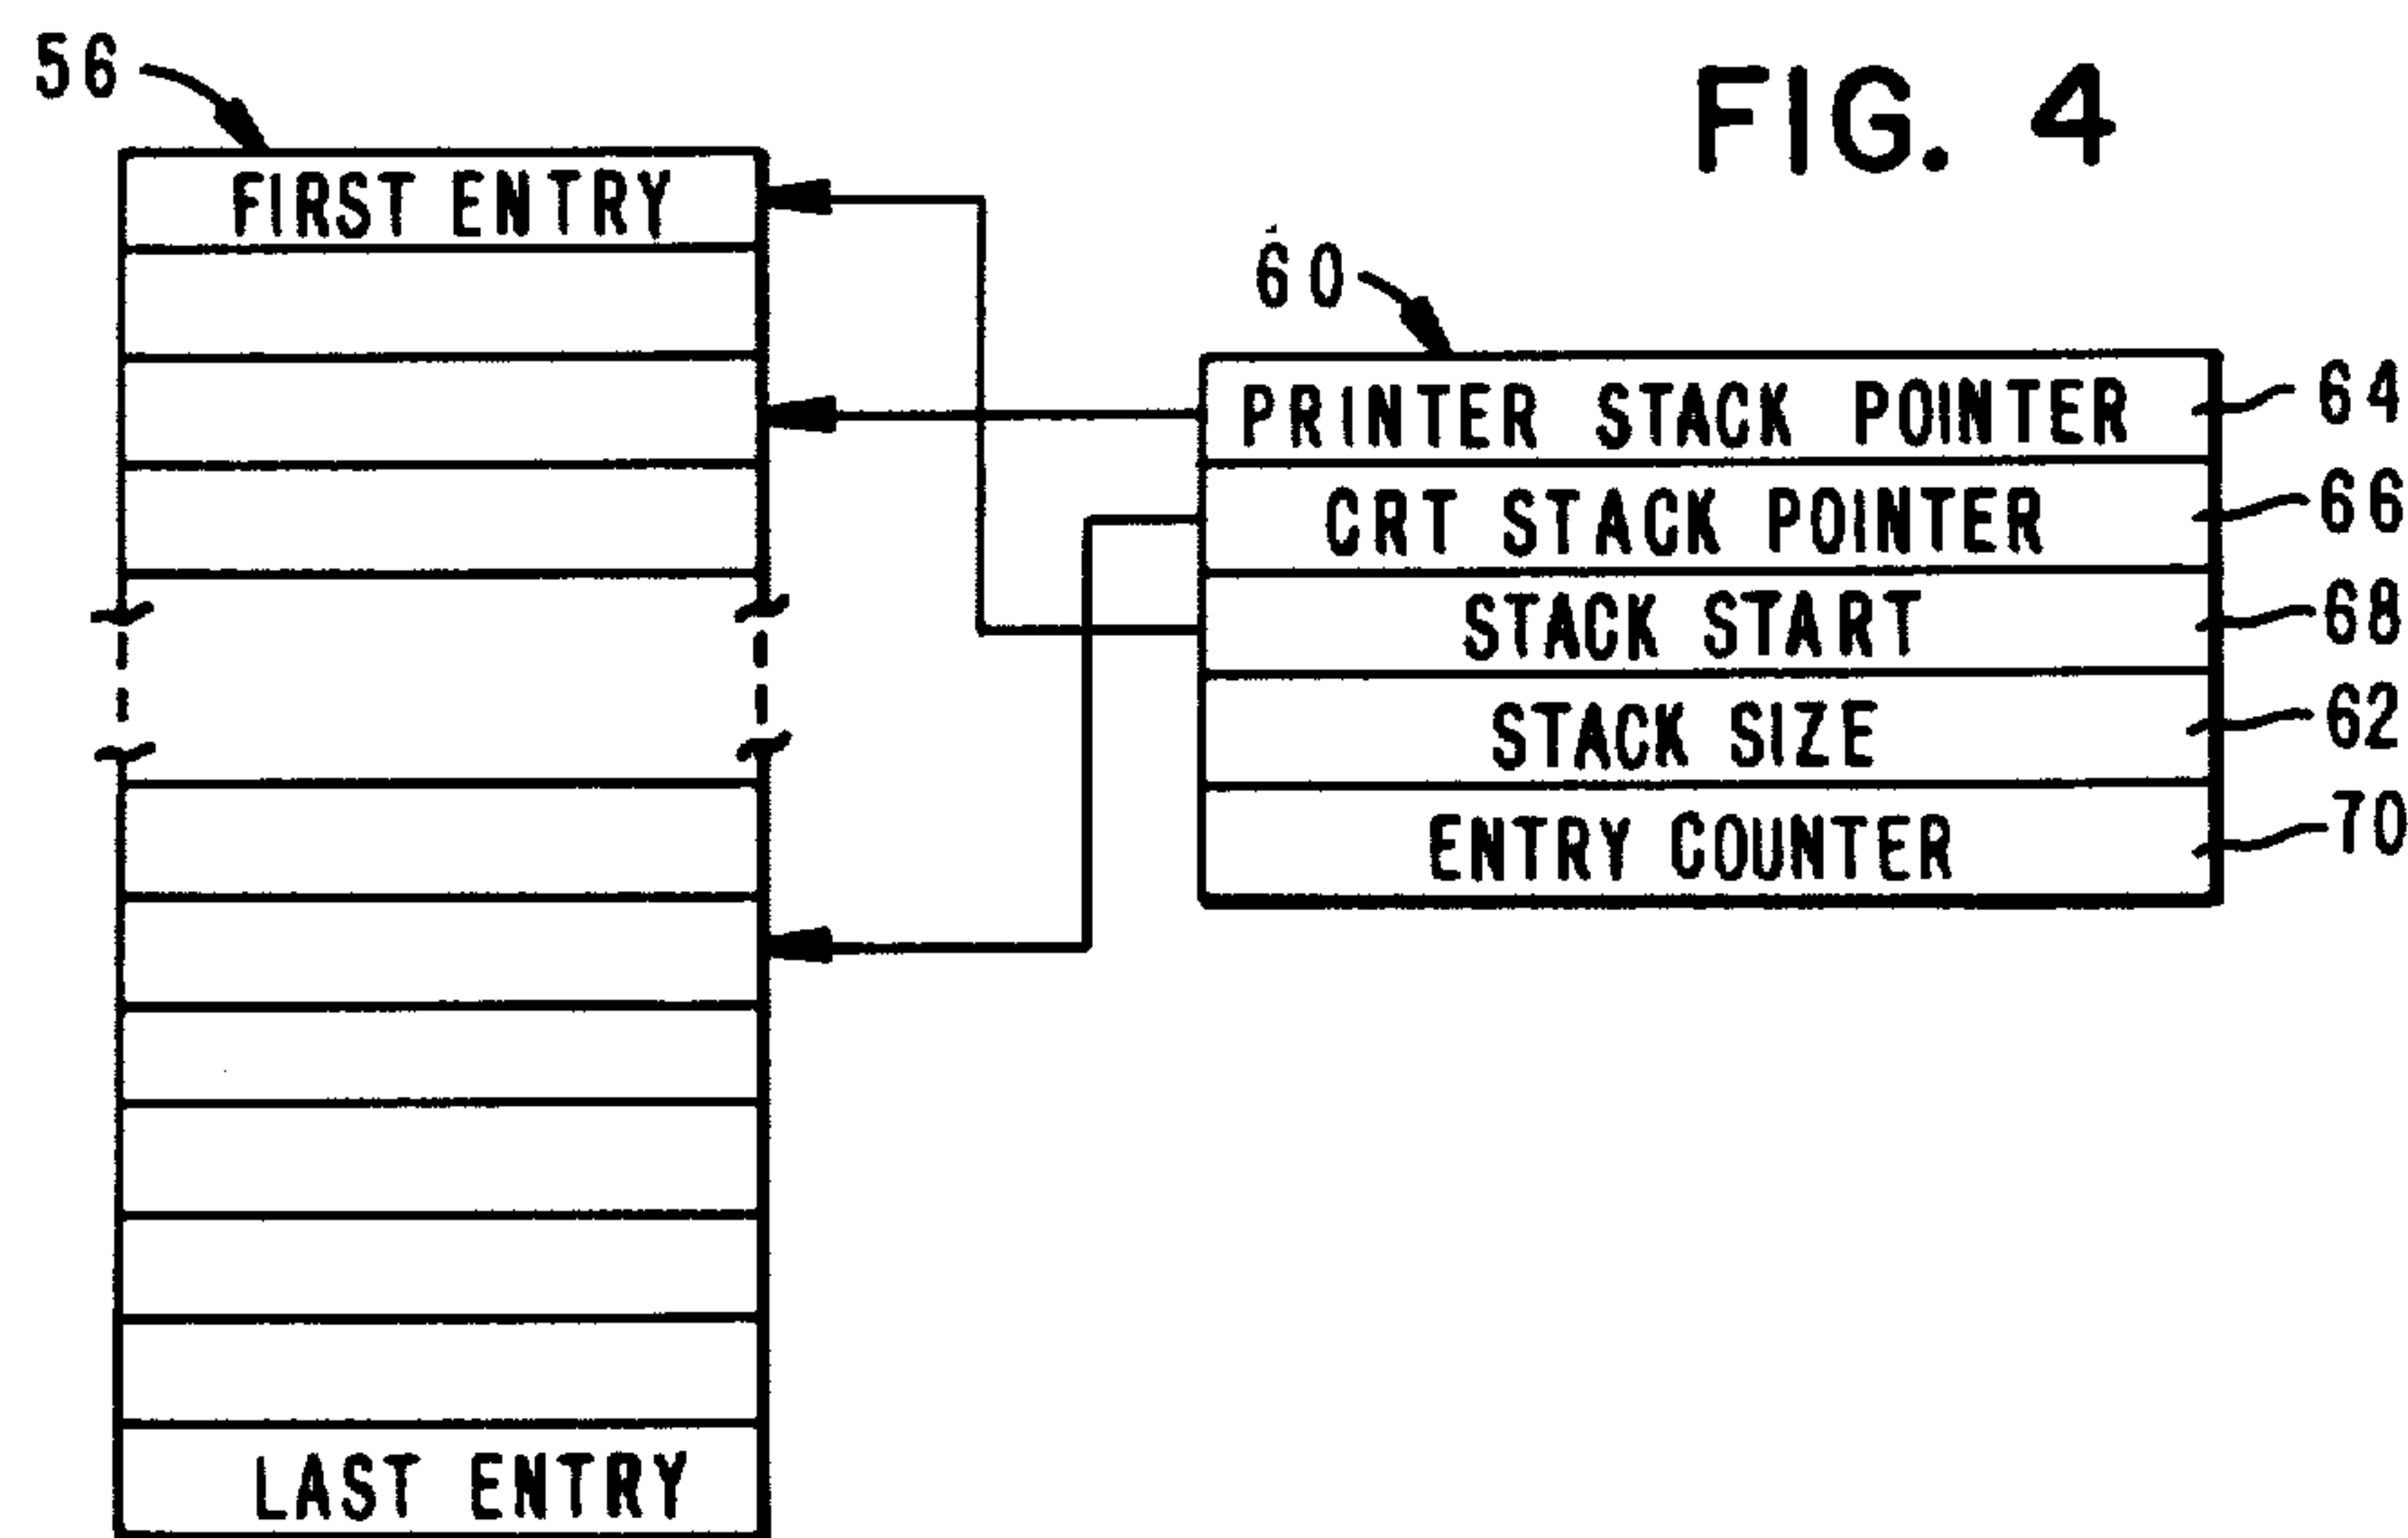 56
FIG. 4
FIRST ENTRY
60
PRINTER STACK POINTER 64
CRT STACK POINTER 66
STACK START 68
STACK SIZE 62
ENTRY COUNTER 70
LAST ENTRY